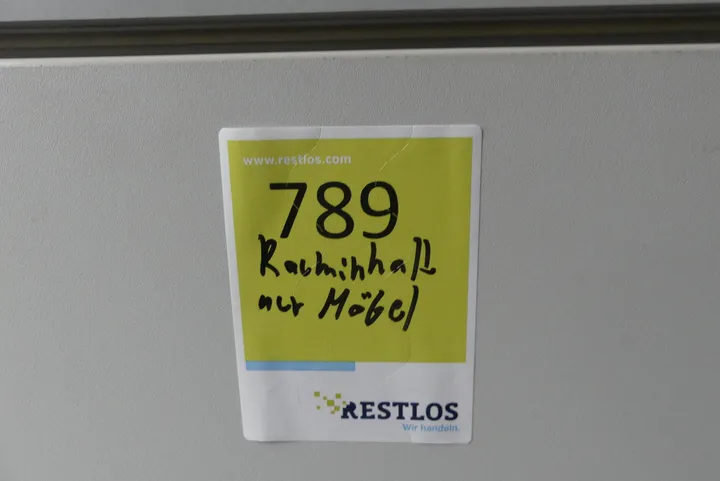 www.restlos.com
789
Rauminhalt
nur Möbel
RESTLOS
Wir handeln.